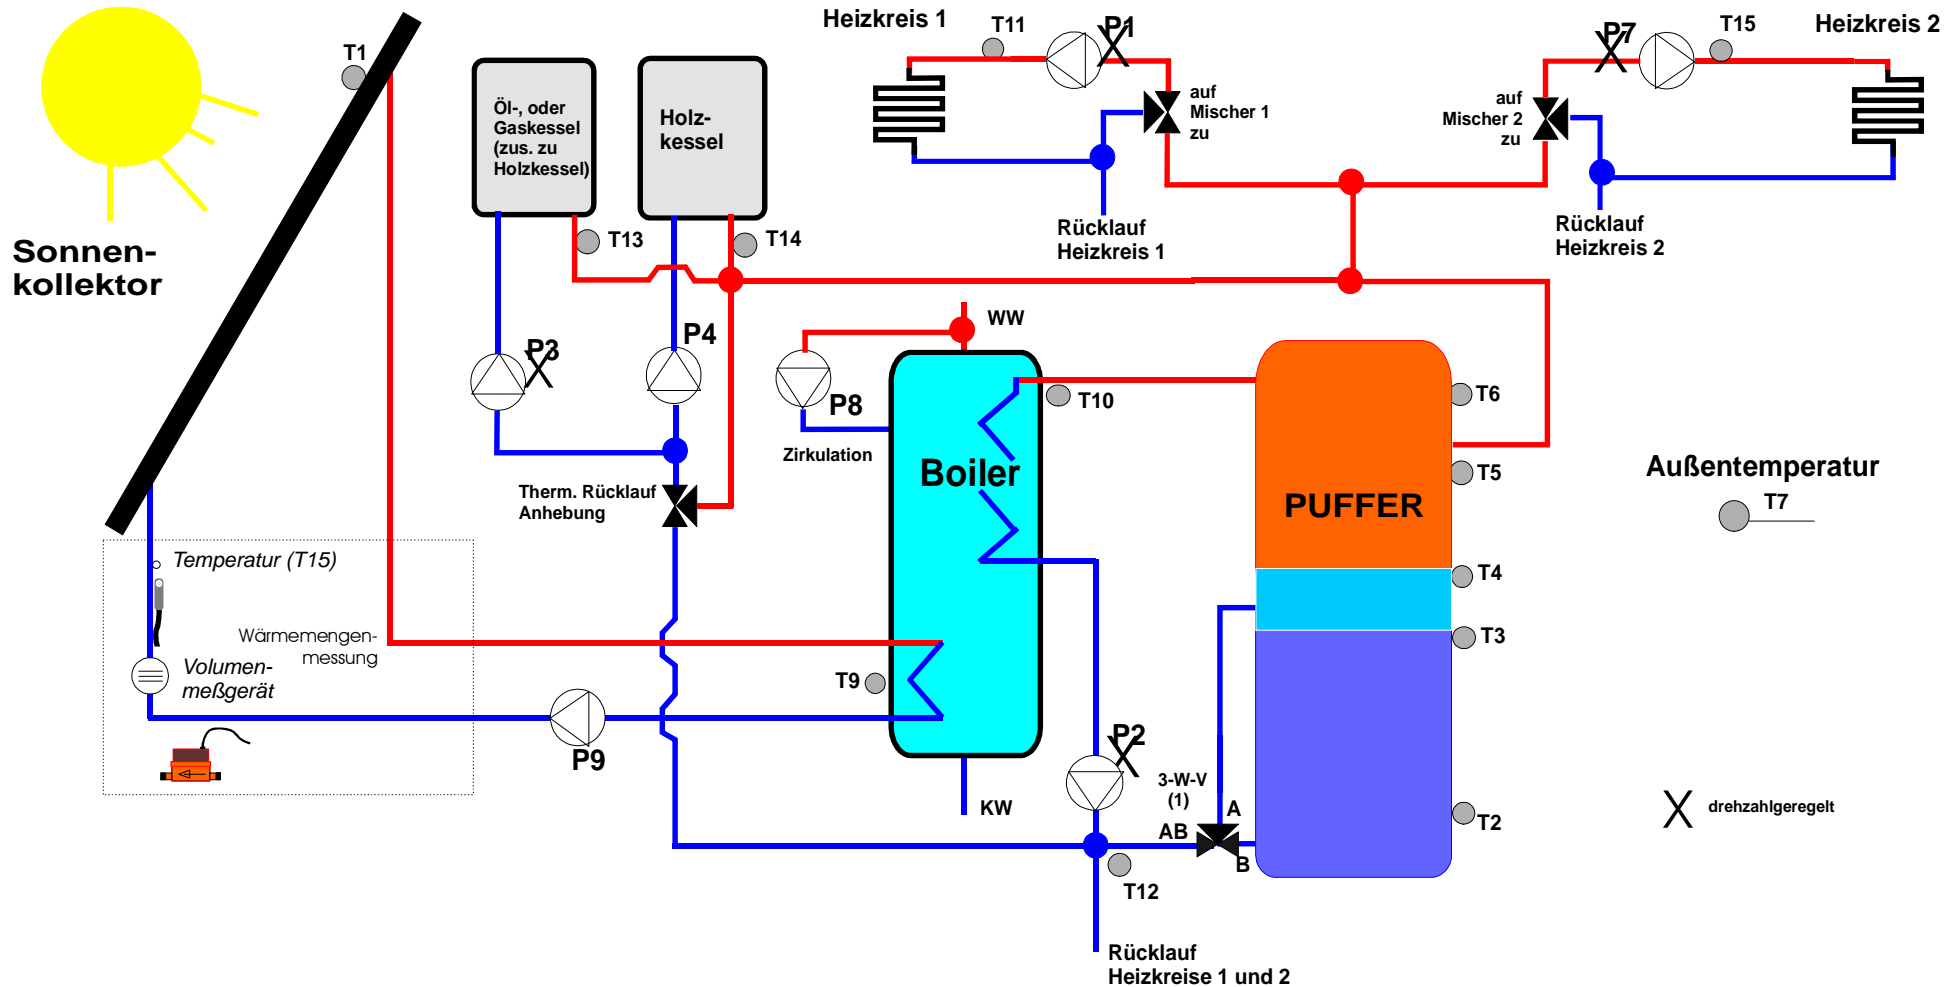 Heizkreis 1
T11
P1
P7
T15
Heizkreis 2
T1
Öl-, oder
Gaskessel
(zus. zu
Holzkessel)
Holz-
kessel
auf
Mischer 1
zu
auf
Mischer 2
zu
Sonnen-
kollektor
T13
T14
Rücklauf
Heizkreis 1
Rücklauf
Heizkreis 2
P3
P4
WW
P8
Zirkulation
T10
T6
Boiler
T5
PUFFER
Außentemperatur
T7
Therm. Rücklauf
Anhebung
Temperatur (T15)
T4
T3
Wärmemengen-
messung
Volumen-
meßgerät
T9
P9
P2
3-W-V
(1)
A
AB
B
KW
T2
X drehzahlgeregelt
T12
Rücklauf
Heizkreise 1 und 2